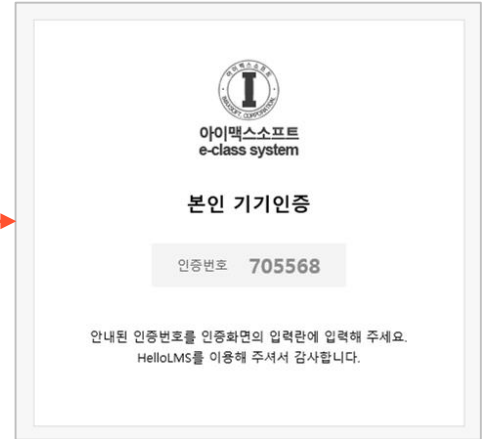 아이맥스소프트
e-class system
본인 기기인증
인증번호 705568
안내된 인증번호를 인증화면의 입력란에 입력해 주세요.
HelloLMS를 이용해 주셔서 감사합니다.